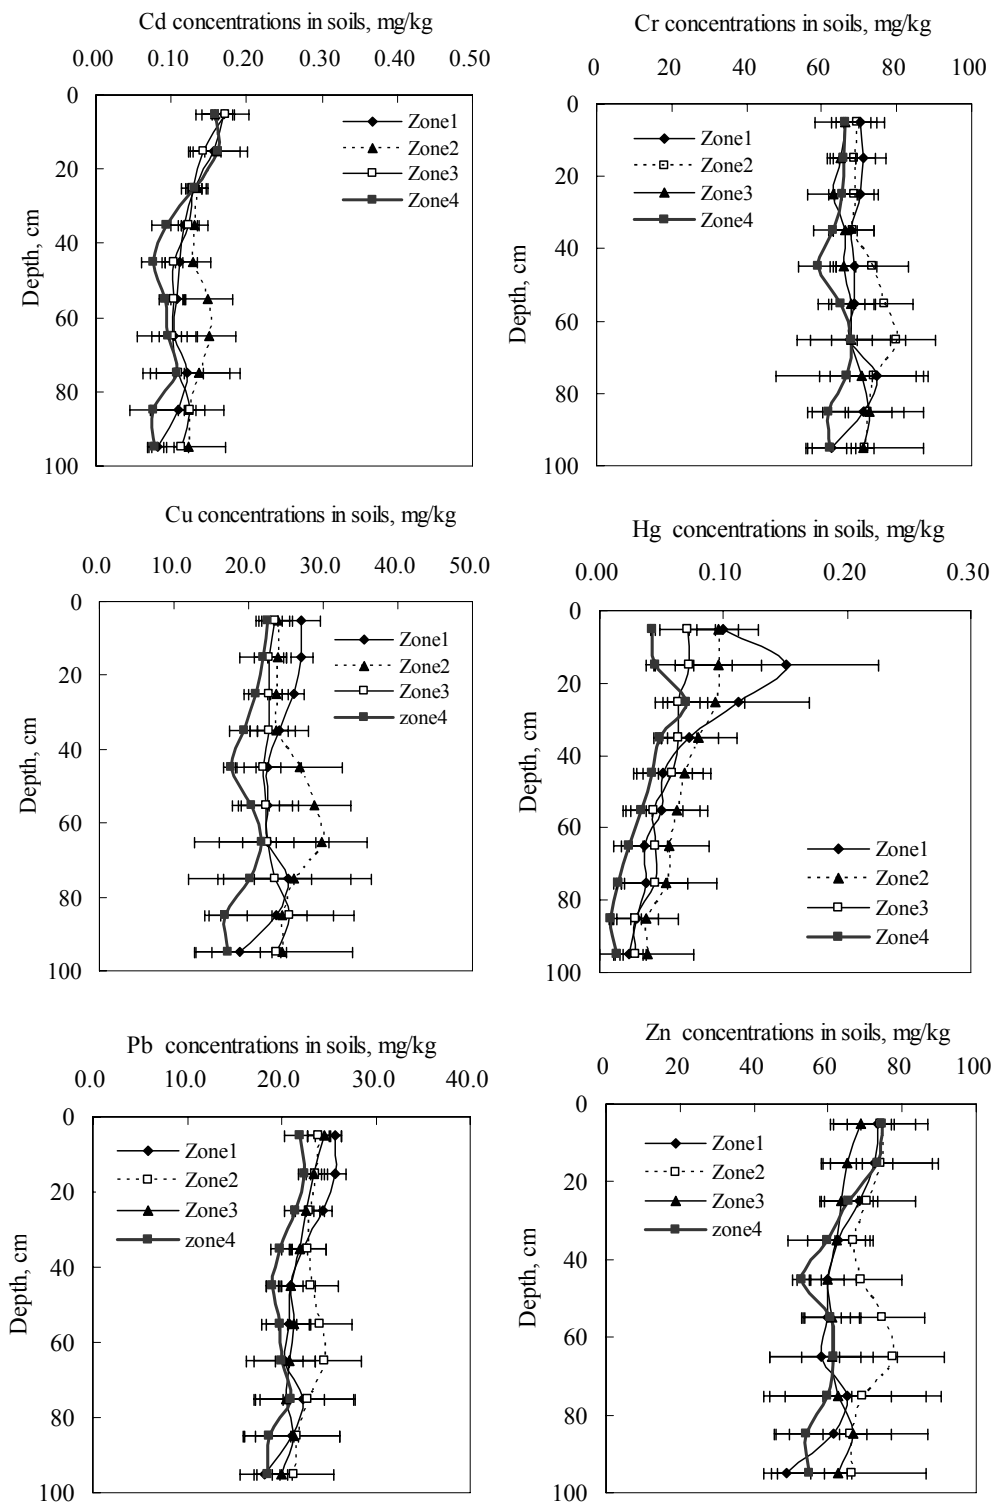 Cd concentrations in soils, mg/kg
0.00 0.10 0.20 0.30 0.40 0.50
0
20
40
60
80
100
Depth, cm
Zone1
Zone2
Zone3
Zone4
Cr concentrations in soils, mg/kg
0 20 40 60 80 100
0
20
40
60
80
100
Depth, cm
Zone1
Zone2
Zone3
Zone4
Cu concentrations in soils, mg/kg
0.0 10.0 20.0 30.0 40.0 50.0
0
20
40
60
80
100
Depth, cm
Zone1
Zone2
Zone3
zone4
Hg concentrations in soils, mg/kg
0.00 0.10 0.20 0.30
0
20
40
60
80
100
Depth, cm
Zone1
Zone2
Zone3
Zone4
Pb concentrations in soils, mg/kg
0.0 10.0 20.0 30.0 40.0
0
20
40
60
80
100
Depth, cm
Zone1
Zone2
Zone3
zone4
Zn concentrations in soils, mg/kg
0 20 40 60 80 100
0
20
40
60
80
100
Depth, cm
Zone1
Zone2
Zone3
zone4